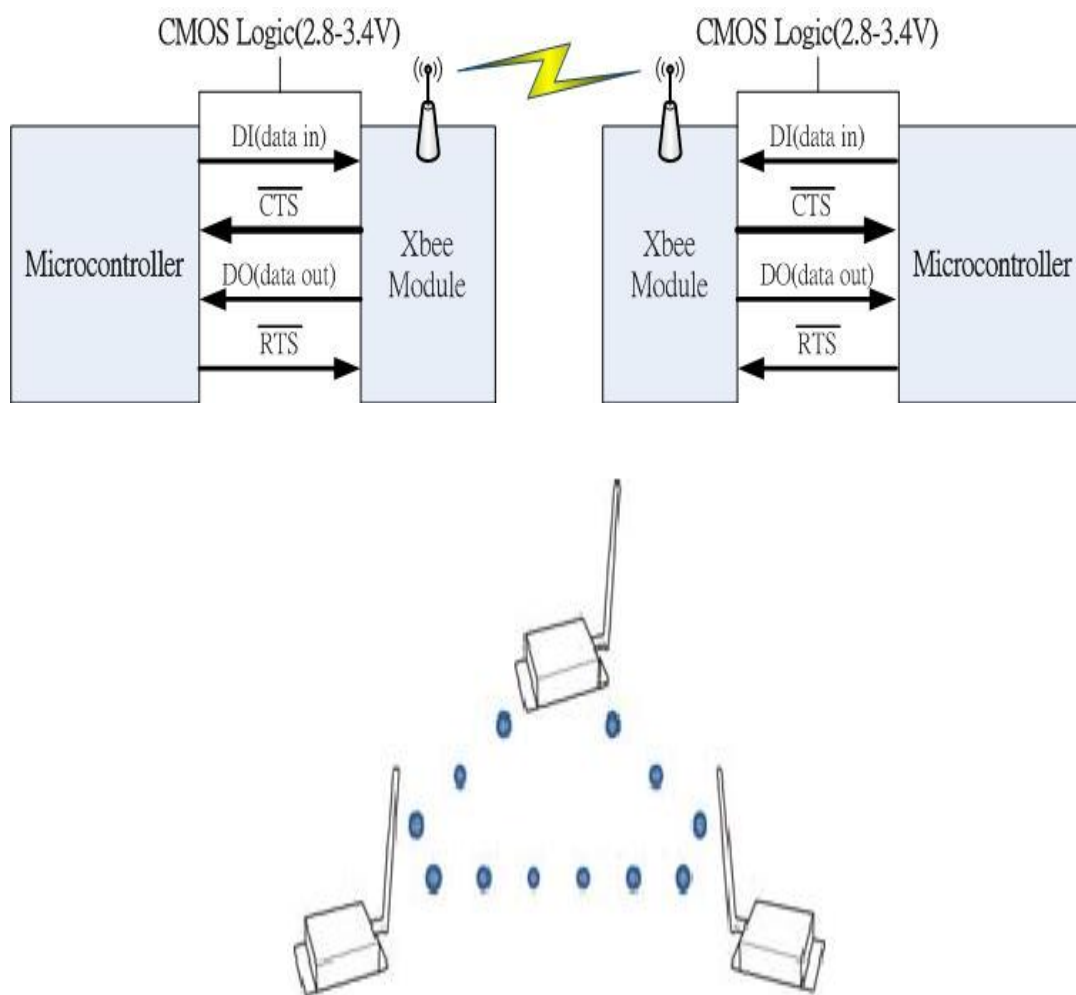 CMOS Logic(2.8-3.4V)
CMOS Logic(2.8-3.4V)
DI(data in)
DI(data in)
CTS
CTS
Microcontroller
Xbee
Module
Xbee
Module
Microcontroller
DO(data out)
DO(data out)
RTS
RTS